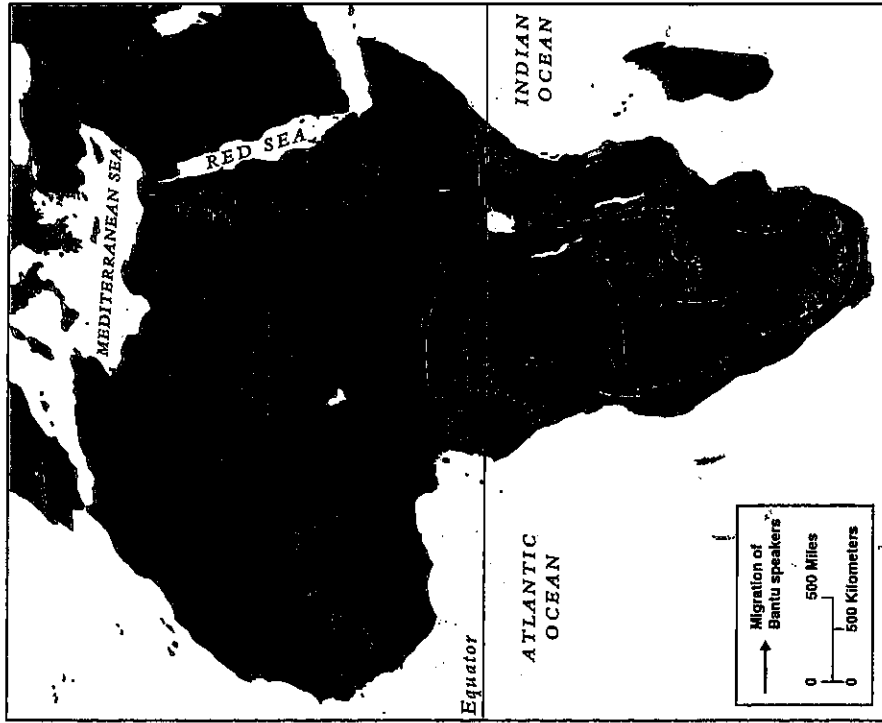 MEDITERRANEAN SEA
RED SEA
INDIAN
OCEAN
Equator
ATLANTIC
OCEAN
Migration of
Bantu speakers
0 500 Miles
0 500 Kilometers